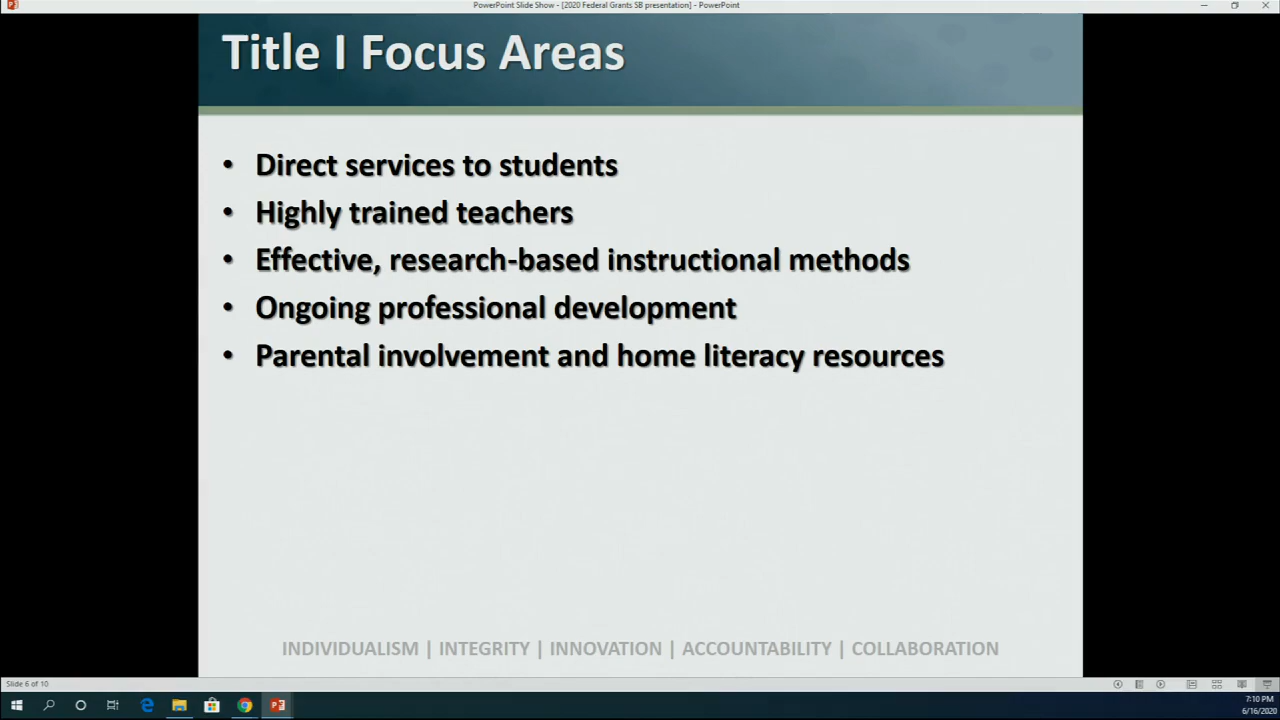 PowerPoint Slide Show - [2020 Federal Grants SB presentation] - PowerPoint
Title I Focus Areas
• Direct services to students
• Highly trained teachers
• Effective, research-based instructional methods
• Ongoing professional development
• Parental involvement and home literacy resources
INDIVIDUALISM | INTEGRITY | INNOVATION | ACCOUNTABILITY | COLLABORATION
Slide 6 of 10
7:10 PM
6/16/2020